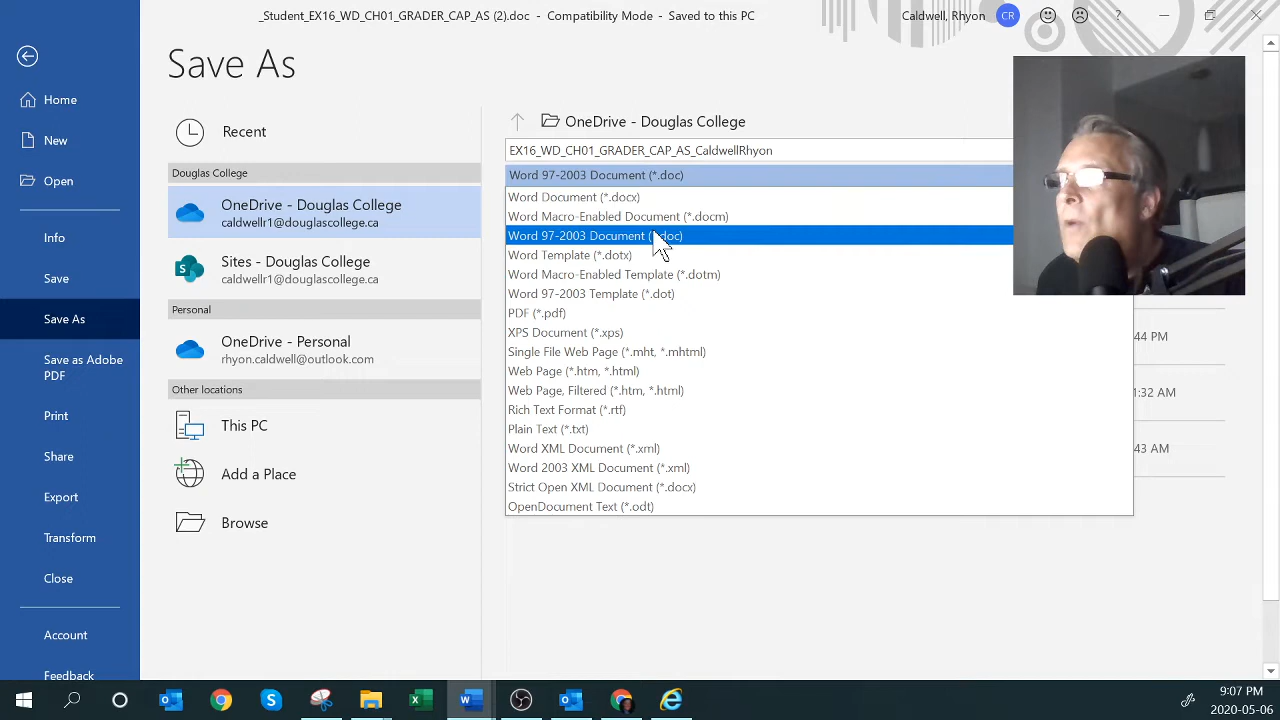 _Student_EX16_WD_CH01_GRADER_CAP_AS (2).doc - Compatibility Mode - Saved to this PC
Caldwell, Rhyon
CR
?
Save As
Home
New
Open
Info
Save
Save As
Save as Adobe
PDF
Print
Share
Export
Transform
Close
Account
Feedback
Recent
Douglas College
OneDrive - Douglas College
caldwellr1@douglascollege.ca
Sites - Douglas College
caldwellr1@douglascollege.ca
Personal
OneDrive - Personal
rhyon.caldwell@outlook.com
Other locations
This PC
Add a Place
Browse
OneDrive - Douglas College
EX16_WD_CH01_GRADER_CAP_AS_CaldwellRhyon
Word 97-2003 Document (*.doc)
Word Document (*.docx)
Word Macro-Enabled Document (*.docm)
Word 97-2003 Document (*.doc)
Word Template (*.dotx)
Word Macro-Enabled Template (*.dotm)
Word 97-2003 Template (*.dot)
PDF (*.pdf)
XPS Document (*.xps)
Single File Web Page (*.mht, *.mhtml)
Web Page (*.htm, *.html)
Web Page, Filtered (*.htm, *.html)
Rich Text Format (*.rtf)
Plain Text (*.txt)
Word XML Document (*.xml)
Word 2003 XML Document (*.xml)
Strict Open XML Document (*.docx)
OpenDocument Text (*.odt)
44 PM
1:32 AM
43 AM
9:07 PM
2020-05-06